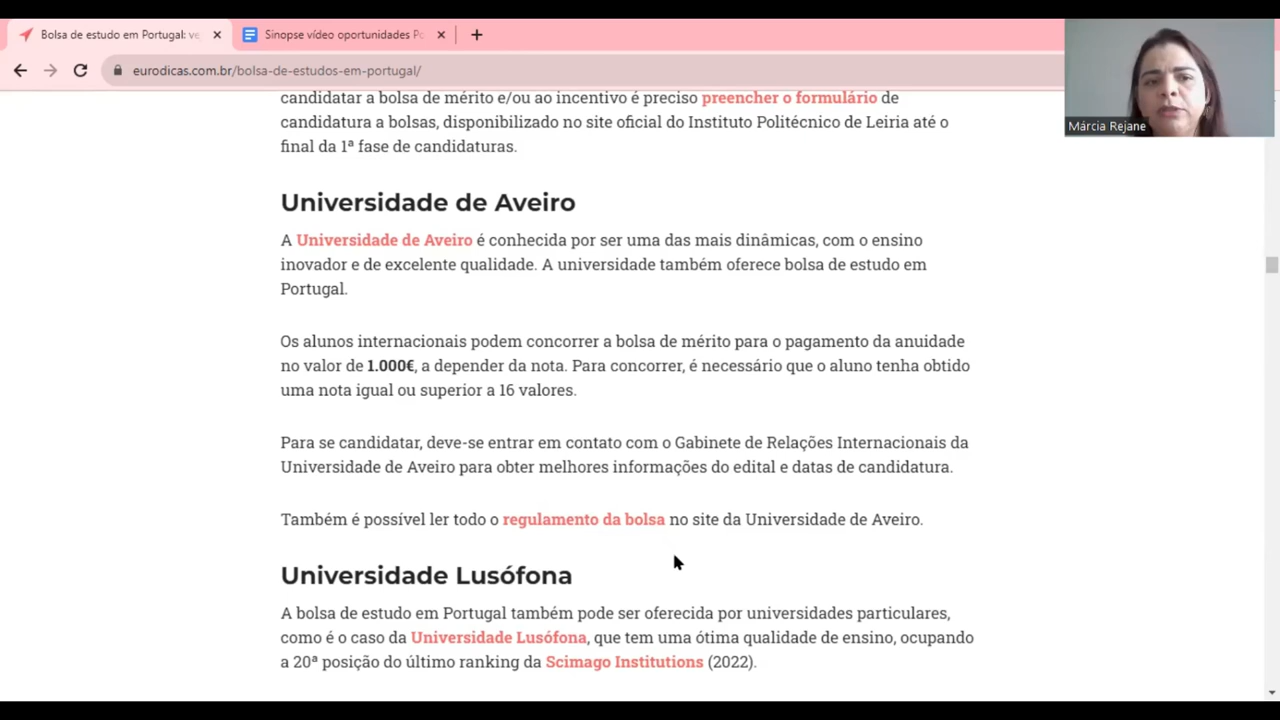 Bolsa de estudo em Portugal: ve
Sinopse vídeo oportunidades Po
eurodicas.com.br/bolsa-de-estudos-em-portugal/
Márcia Rejane
candidatar a bolsa de mérito e/ou ao incentivo é preciso preencher o formulário de
candidatura a bolsas, disponibilizado no site oficial do Instituto Politécnico de Leiria até o
final da 1ª fase de candidaturas.
Universidade de Aveiro
A Universidade de Aveiro é conhecida por ser uma das mais dinâmicas, com o ensino
inovador e de excelente qualidade. A universidade também oferece bolsa de estudo em
Portugal.
Os alunos internacionais podem concorrer a bolsa de mérito para o pagamento da anuidade
no valor de 1.000€, a depender da nota. Para concorrer, é necessário que o aluno tenha obtido
uma nota igual ou superior a 16 valores.
Para se candidatar, deve-se entrar em contato com o Gabinete de Relações Internacionais da
Universidade de Aveiro para obter melhores informações do edital e datas de candidatura.
Também é possível ler todo o regulamento da bolsa no site da Universidade de Aveiro.
Universidade Lusófona
A bolsa de estudo em Portugal também pode ser oferecida por universidades particulares,
como é o caso da Universidade Lusófona, que tem uma ótima qualidade de ensino, ocupando
a 20ª posição do último ranking da Scimago Institutions (2022).